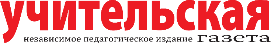 учительская
независимое педагогическое издание газета